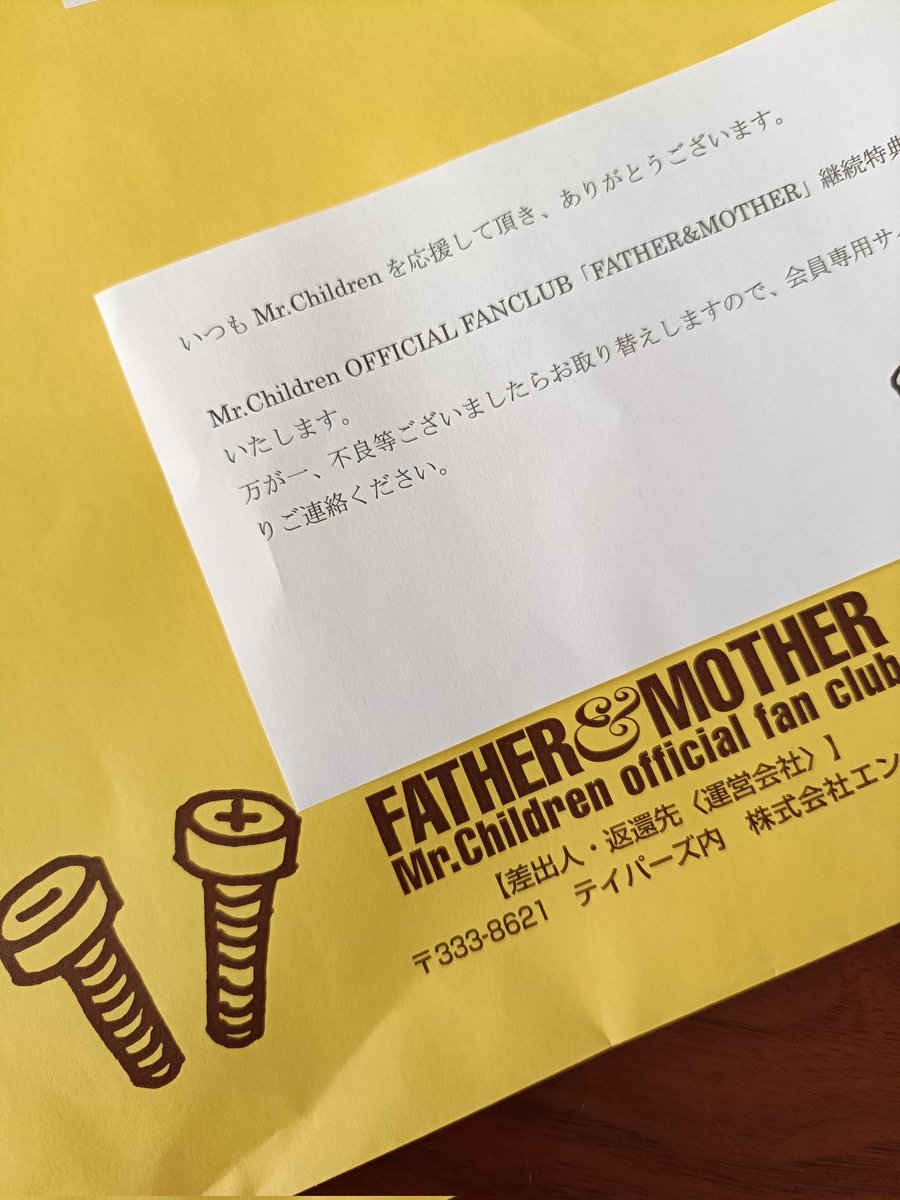 いつも Mr.Children を応援して頂き、ありがとうございます。
Mr.Children OFFICIAL FANCLUB「FATHER&MOTHER」継続特典
いたします。
万が一、不良等ございましたらお取り替えしますので、会員専用サイ
りご連絡ください。
FATHER&MOTHER
Mr.Children official fan club
【差出人・返還先〈運営会社〉】
〒333-8621 テイパーズ内 株式会社エン